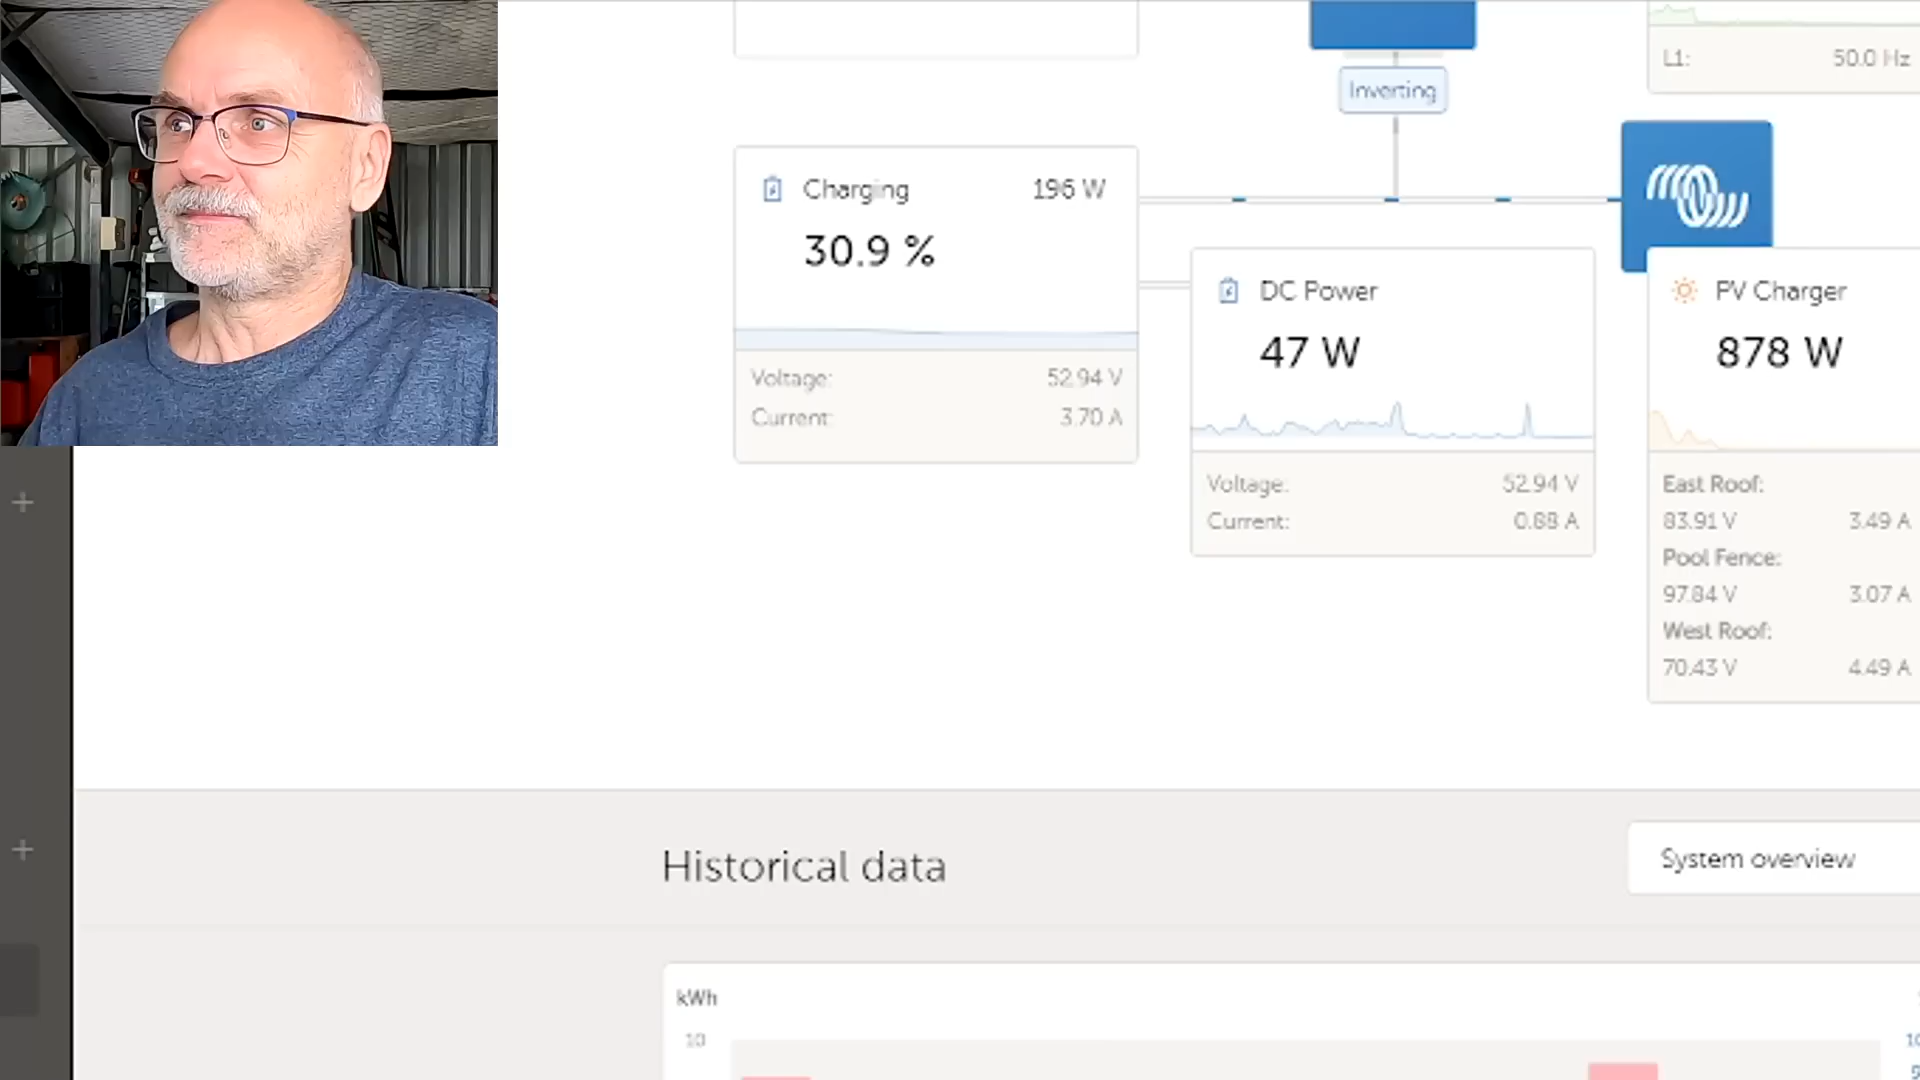 L1: 50.0 Hz
Inverting
Charging 196 W
30.9 %
Voltage: 52.94 V
Current: 3.70 A
DC Power
47 W
Voltage: 52.94 V
Current: 0.88 A
PV Charger
878 W
East Roof:
83.91 V 3.49 A
Pool Fence:
97.84 V 3.07 A
West Roof:
70.43 V 4.49 A
Historical data
System overview
kWh
10